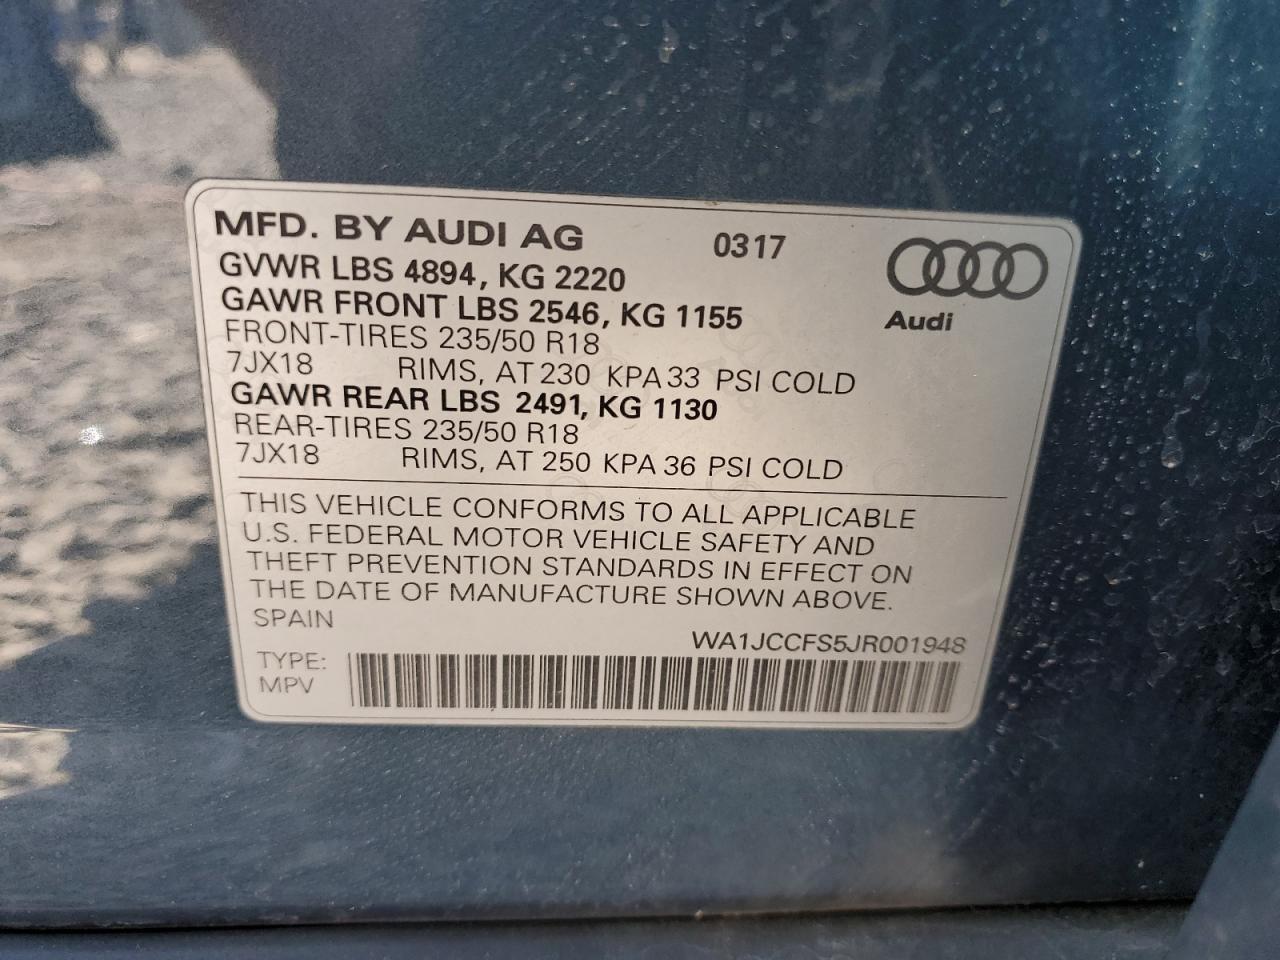 MFD. BY AUDI AG 0317
GVWR LBS 4894, KG 2220
GAWR FRONT LBS 2546, KG 1155
Audi
FRONT-TIRES 235/50 R18
7JX18 RIMS, AT 230 KPA 33 PSI COLD
GAWR REAR LBS 2491, KG 1130
REAR-TIRES 235/50 R18
7JX18 RIMS, AT 250 KPA 36 PSI COLD
THIS VEHICLE CONFORMS TO ALL APPLICABLE
U.S. FEDERAL MOTOR VEHICLE SAFETY AND
THEFT PREVENTION STANDARDS IN EFFECT ON
THE DATE OF MANUFACTURE SHOWN ABOVE.
SPAIN
WA1JCCFS5JR001948
TYPE:
MPV